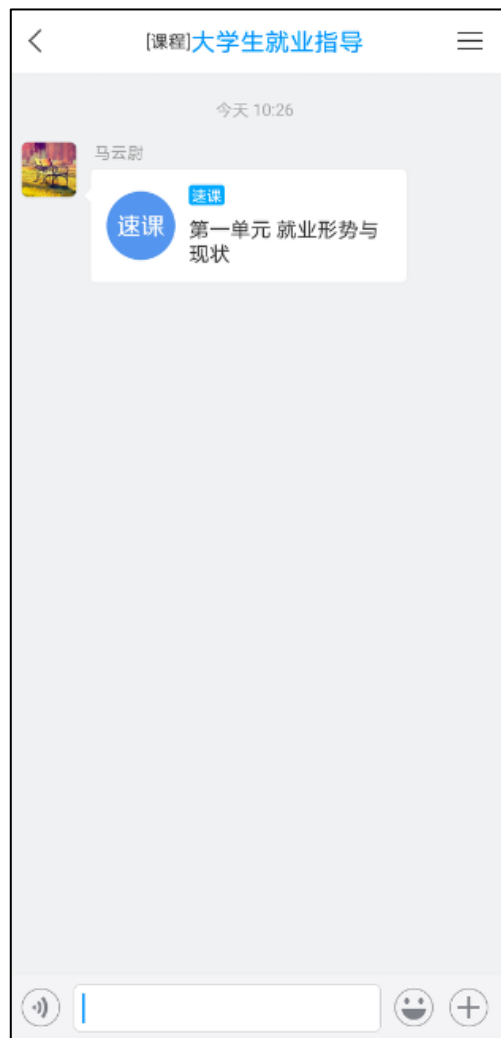 [课程]大学生就业指导
今天 10:26
马云尉
速课
速课
第一单元 就业形势与
现状